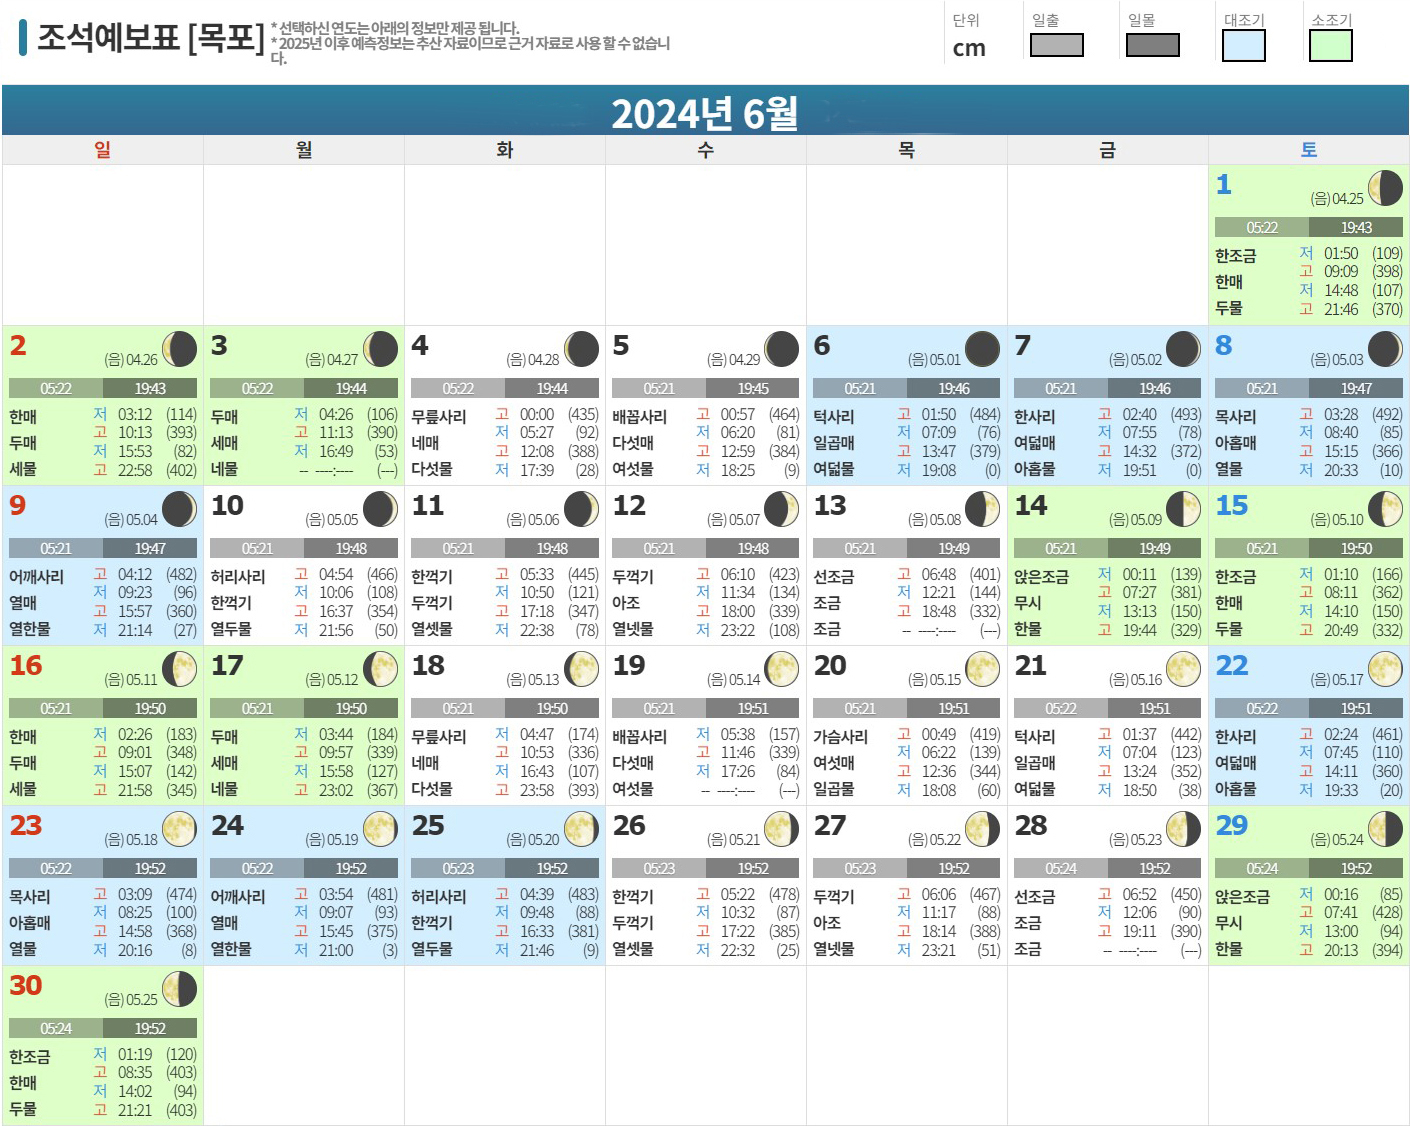 조석예보표 [목포]
* 선택하신 연도는 아래의 정보만 제공 됩니다.
* 2025년 이후 예측정보는 추산 자료이므로 근거 자료로 사용 할 수 없습니
다.
단위 일출 일몰 대조기 소조기
cm
2024년 6월
일 월 화 수 목 금 토
1 (음) 04.25
05:22 19:43
한조금 저 01:50 (109)
고 09:09 (398)
한매 저 14:48 (107)
두물 고 21:46 (370)
2 (음) 04.26
05:22 19:43
한매 저 03:12 (114)
두매 고 10:13 (393)
저 15:53 (82)
세물 고 22:58 (402)
3 (음) 04.27
05:22 19:44
두매 저 04:26 (106)
세매 고 11:13 (390)
저 16:49 (53)
네물 -- ----:---- (---)
4 (음) 04.28
05:22 19:44
무릎사리 고 00:00 (435)
네매 저 05:27 (92)
고 12:08 (388)
다섯물 저 17:39 (28)
5 (음) 04.29
05:21 19:45
배꼽사리 고 00:57 (464)
다섯매 저 06:20 (81)
고 12:59 (384)
여섯물 저 18:25 (9)
6 (음) 05.01
05:21 19:46
턱사리 고 01:50 (484)
일곱매 저 07:09 (76)
고 13:47 (379)
여덟물 저 19:08 (0)
7 (음) 05.02
05:21 19:46
한사리 고 02:40 (493)
여덟매 저 07:55 (78)
고 14:32 (372)
아홉물 저 19:51 (0)
8 (음) 05.03
05:21 19:47
목사리 고 03:28 (492)
아홉매 저 08:40 (85)
고 15:15 (366)
열물 저 20:33 (10)
9 (음) 05.04
05:21 19:47
어깨사리 고 04:12 (482)
열매 저 09:23 (96)
고 15:57 (360)
열한물 저 21:14 (27)
10 (음) 05.05
05:21 19:48
허리사리 고 04:54 (466)
한꺽기 저 10:06 (108)
고 16:37 (354)
열두물 저 21:56 (50)
11 (음) 05.06
05:21 19:48
한꺽기 고 05:33 (445)
두꺽기 저 10:50 (121)
고 17:18 (347)
열셋물 저 22:38 (78)
12 (음) 05.07
05:21 19:48
두꺽기 고 06:10 (423)
아조 저 11:34 (134)
고 18:00 (339)
열넷물 저 23:22 (108)
13 (음) 05.08
05:21 19:49
선조금 고 06:48 (401)
조금 저 12:21 (144)
고 18:48 (332)
조금 -- ----:---- (---)
14 (음) 05.09
05:21 19:49
앉은조금 저 00:11 (139)
무시 고 07:27 (381)
저 13:13 (150)
한물 고 19:44 (329)
15 (음) 05.10
05:21 19:50
한조금 저 01:10 (166)
한매 고 08:11 (362)
저 14:10 (150)
두물 고 20:49 (332)
16 (음) 05.11
05:21 19:50
한매 저 02:26 (183)
두매 고 09:01 (348)
저 15:07 (142)
세물 고 21:58 (345)
17 (음) 05.12
05:21 19:50
두매 저 03:44 (184)
세매 고 09:57 (339)
저 15:58 (127)
네물 고 23:02 (367)
18 (음) 05.13
05:21 19:50
무릎사리 저 04:47 (174)
네매 고 10:53 (336)
저 16:43 (107)
다섯물 고 23:58 (393)
19 (음) 05.14
05:21 19:51
배꼽사리 저 05:38 (157)
다섯매 고 11:46 (339)
저 17:26 (84)
여섯물 -- ----:---- (---)
20 (음) 05.15
05:21 19:51
가슴사리 고 00:49 (419)
여섯매 저 06:22 (139)
고 12:36 (344)
일곱물 저 18:08 (60)
21 (음) 05.16
05:22 19:51
턱사리 고 01:37 (442)
일곱매 저 07:04 (123)
고 13:24 (352)
여덟물 저 18:50 (38)
22 (음) 05.17
05:22 19:51
한사리 고 02:24 (461)
여덟매 저 07:45 (110)
고 14:11 (360)
아홉물 저 19:33 (20)
23 (음) 05.18
05:22 19:52
목사리 고 03:09 (474)
아홉매 저 08:25 (100)
고 14:58 (368)
열물 저 20:16 (8)
24 (음) 05.19
05:22 19:52
어깨사리 고 03:54 (481)
열매 저 09:07 (93)
고 15:45 (375)
열한물 저 21:00 (3)
25 (음) 05.20
05:23 19:52
허리사리 고 04:39 (483)
한꺽기 저 09:48 (88)
고 16:33 (381)
열두물 저 21:46 (9)
26 (음) 05.21
05:23 19:52
한꺽기 고 05:22 (478)
두꺽기 저 10:32 (87)
고 17:22 (385)
열셋물 저 22:32 (25)
27 (음) 05.22
05:23 19:52
두꺽기 고 06:06 (467)
아조 저 11:17 (88)
고 18:14 (388)
열넷물 저 23:21 (51)
28 (음) 05.23
05:24 19:52
선조금 고 06:52 (450)
조금 저 12:06 (90)
고 19:11 (390)
조금 -- ----:---- (---)
29 (음) 05.24
05:24 19:52
앉은조금 저 00:16 (85)
무시 고 07:41 (428)
저 13:00 (94)
한물 고 20:13 (394)
30 (음) 05.25
05:24 19:52
한조금 저 01:19 (120)
한매 고 08:35 (403)
저 14:02 (94)
두물 고 21:21 (403)